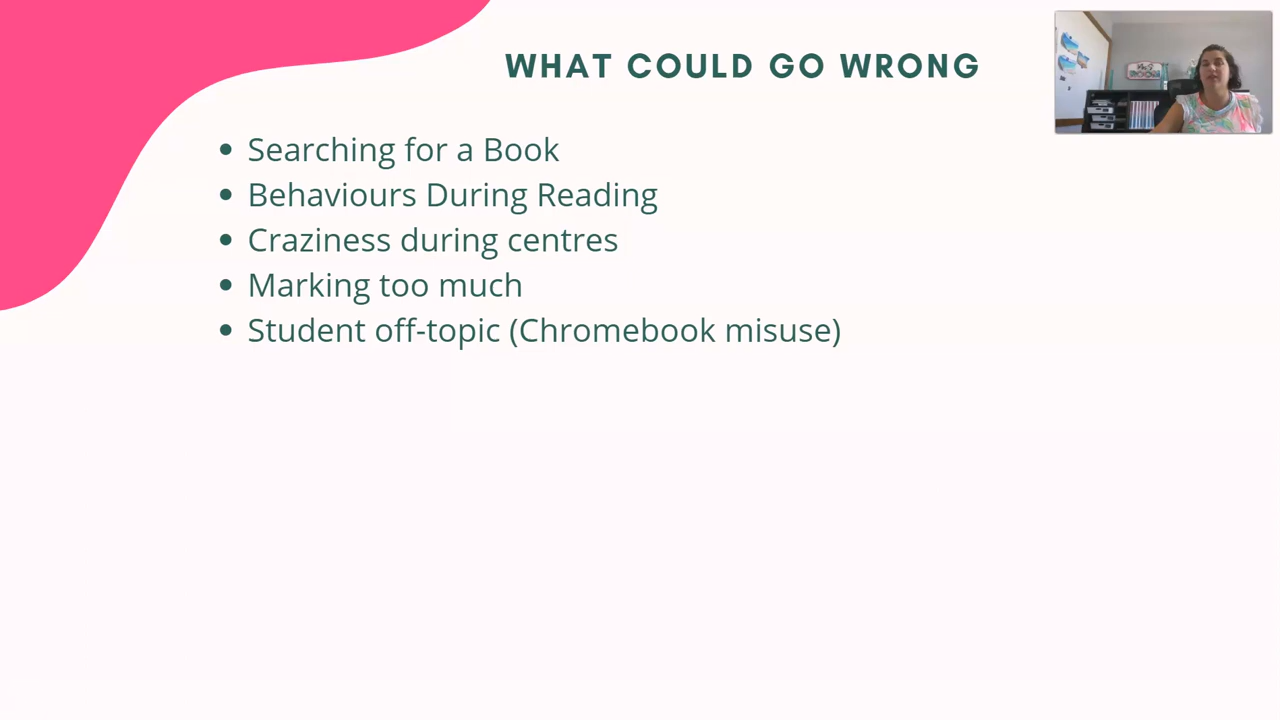 WHAT COULD GO WRONG
Searching for a Book
Behaviours During Reading
Craziness during centres
Marking too much
Student off-topic (Chromebook misuse)